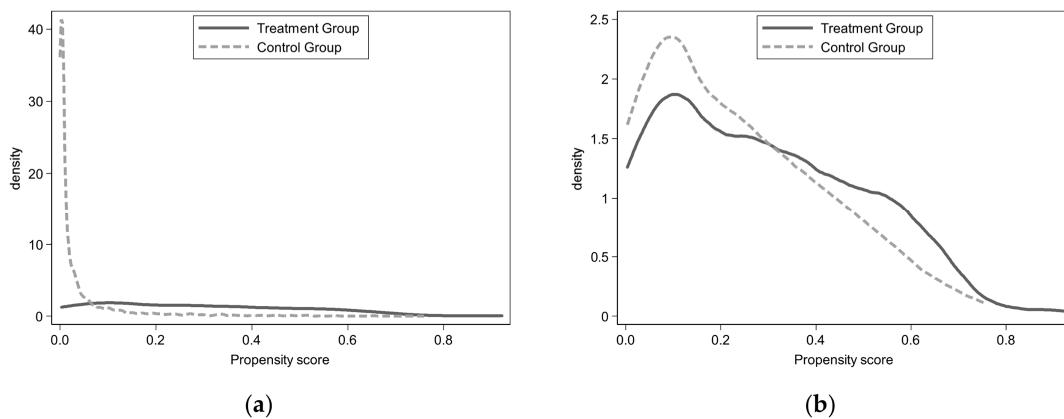 Treatment Group
Control Group
40
30
20
10
0
density
0.0 0.2 0.4 0.6 0.8
Propensity score
(a)
Treatment Group
Control Group
2.5
2
1.5
1
0.5
0
density
0.0 0.2 0.4 0.6 0.8
Propensity score
(b)